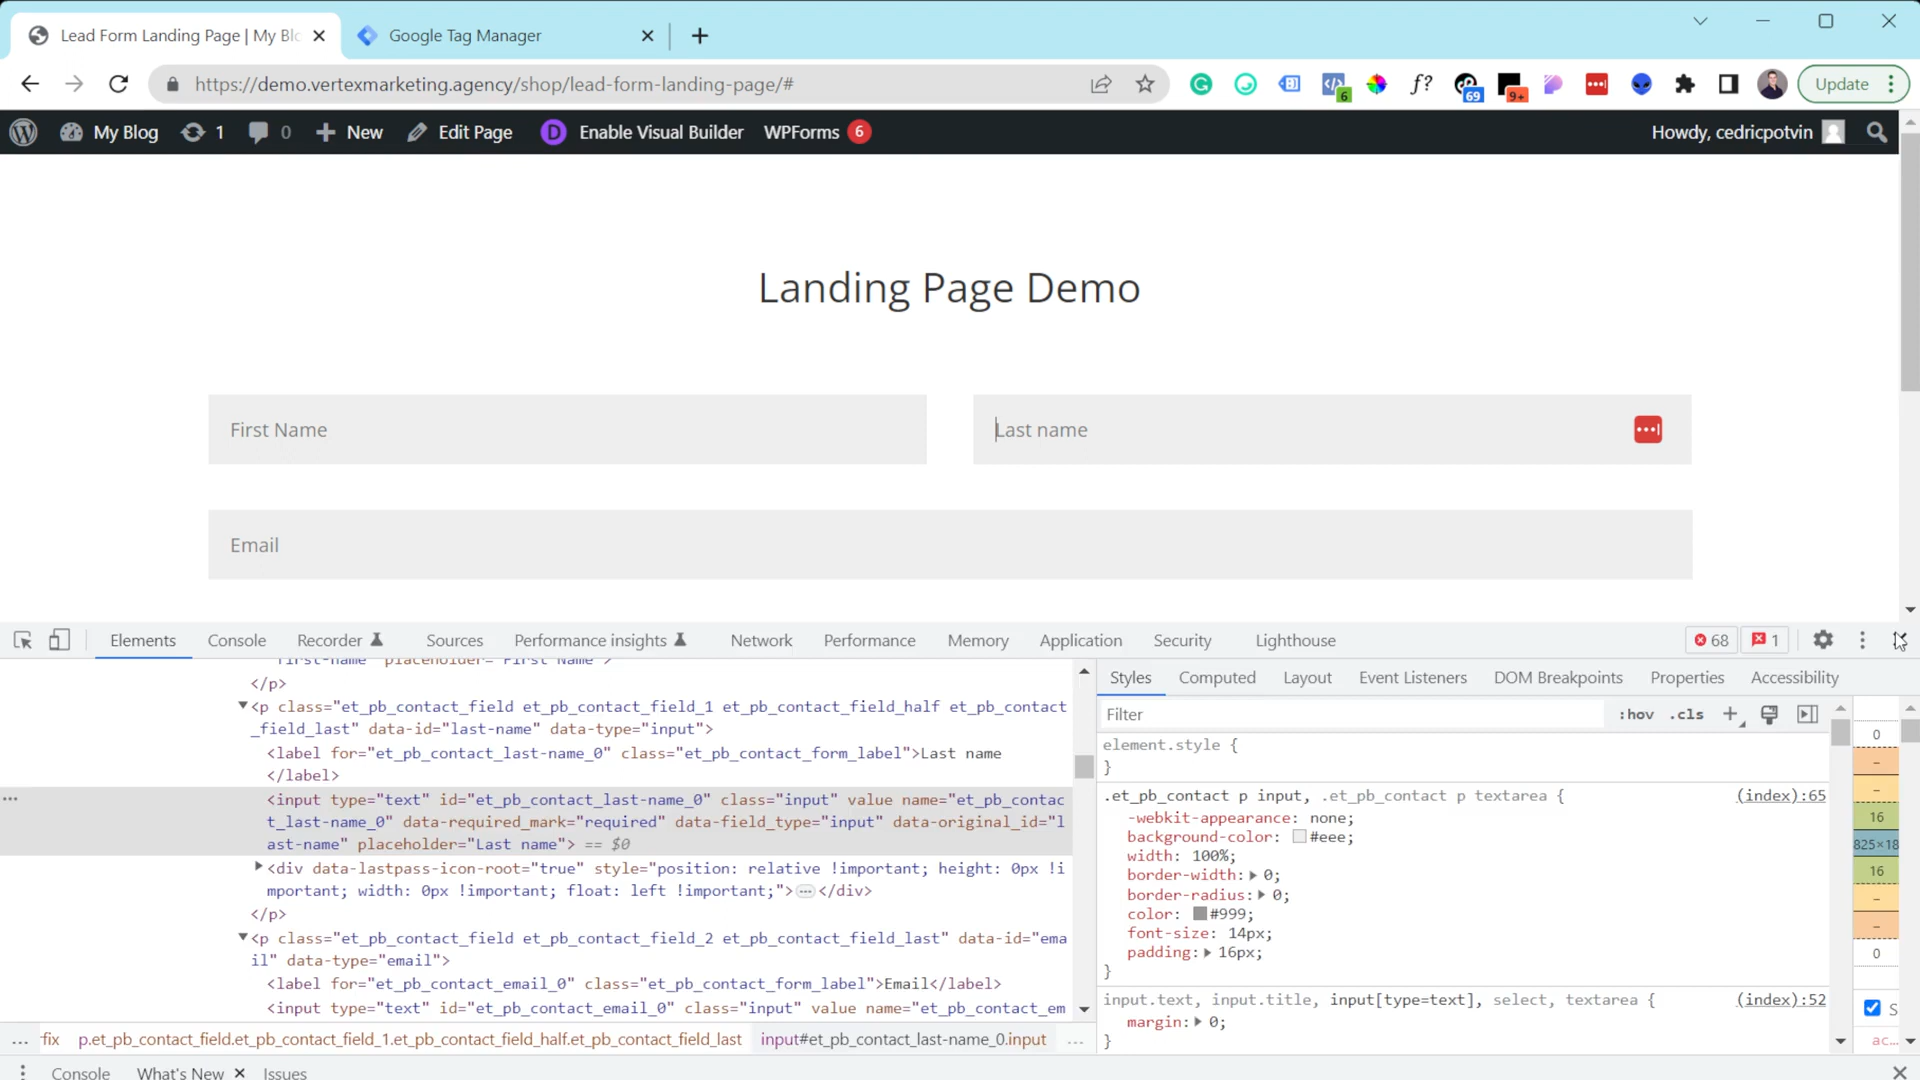 Lead Form Landing Page | My Blo
Google Tag Manager
https://demo.vertexmarketing.agency/shop/lead-form-landing-page/#
6
f?
69
9+
Update
My Blog
1
0
New
Edit Page
D
Enable Visual Builder
WPForms
6
Howdy, cedricpotvin
Landing Page Demo
First Name
Last name
Email
Elements
Console
Recorder
Sources
Performance insights
Network
Performance
Memory
Application
Security
Lighthouse
68
1
first-name" placeholder="First Name">
</p>
<p class="et_pb_contact_field et_pb_contact_field_1 et_pb_contact_field_half et_pb_contact
_field_last" data-id="last-name" data-type="input">
<label for="et_pb_contact_last-name_0" class="et_pb_contact_form_label">Last name
</label>
<input type="text" id="et_pb_contact_last-name_0" class="input" value name="et_pb_contac
t_last-name_0" data-required_mark="required" data-field_type="input" data-original_id="l
ast-name" placeholder="Last name"> == $0
<div data-lastpass-icon-root="true" style="position: relative !important; height: 0px !i
mportant; width: 0px !important; float: left !important;">…</div>
</p>
<p class="et_pb_contact_field et_pb_contact_field_2 et_pb_contact_field_last" data-id="ema
il" data-type="email">
<label for="et_pb_contact_email_0" class="et_pb_contact_form_label">Email</label>
<input type="text" id="et_pb_contact_email_0" class="input" value name="et_pb_contact_em
... fix p.et_pb_contact_field.et_pb_contact_field_1.et_pb_contact_field_half.et_pb_contact_field_last input#et_pb_contact_last-name_0.input ...
Console
What's New
Issues
Styles
Computed
Layout
Event Listeners
DOM Breakpoints
Properties
Accessibility
Filter
:hov .cls
element.style {
}
.et_pb_contact p input, .et_pb_contact p textarea { (index):65
-webkit-appearance: none;
background-color: #eee;
width: 100%;
border-width: 0;
border-radius: 0;
color: #999;
font-size: 14px;
padding: 16px;
}
input.text, input.title, input[type=text], select, textarea { (index):52
margin: 0;
}
0
–
–
16
825×18
16
–
–
0
S
ac...